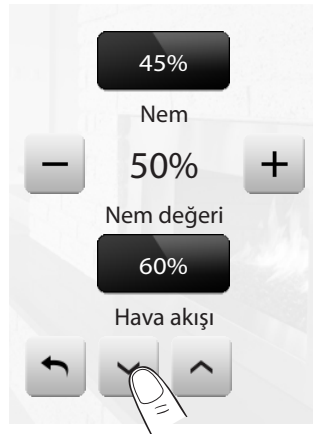 45%
Nem
− 50% +
Nem değeri
60%
Hava akışı